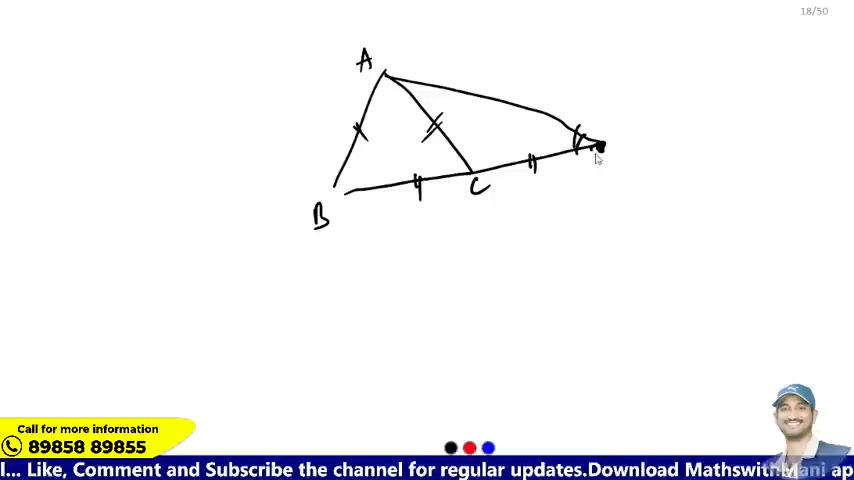 18/50
A
B
C
Call for more information
89858 89855
I... Like, Comment and Subscribe the channel for regular updates.Download MathswithMani ap